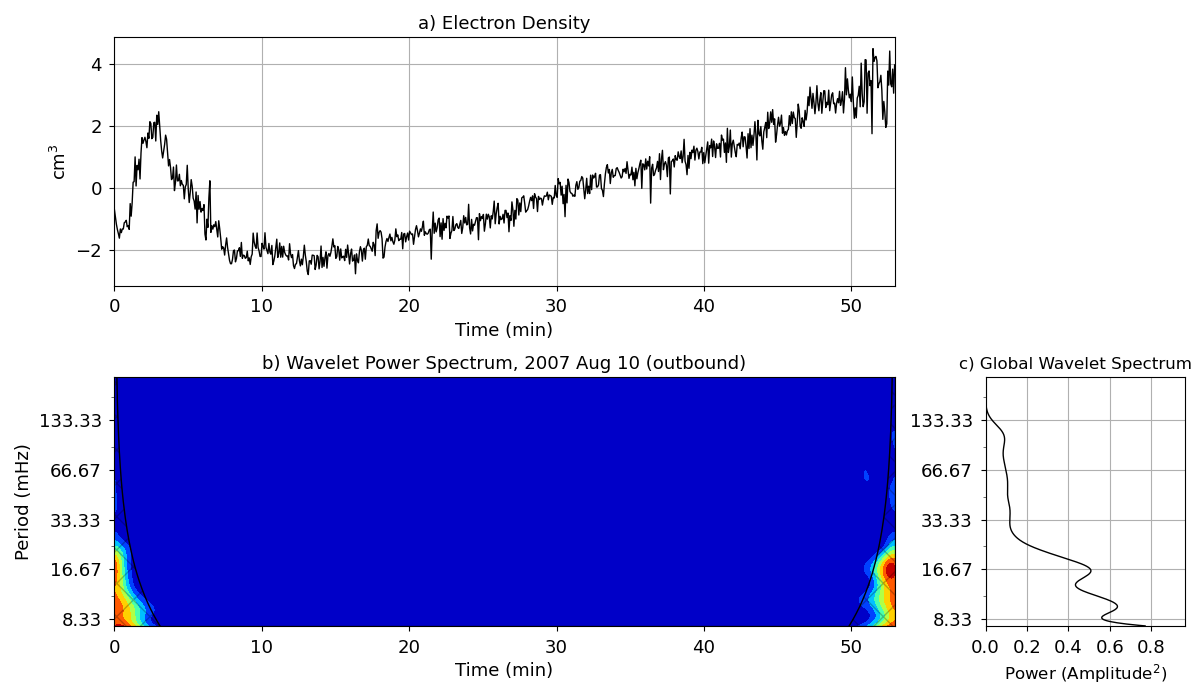 a) Electron Density
cm³
4
2
0
−2
0 10 20 30 40 50
Time (min)
b) Wavelet Power Spectrum, 2007 Aug 10 (outbound)
Period (mHz)
133.33
66.67
33.33
16.67
8.33
0 10 20 30 40 50
Time (min)
c) Global Wavelet Spectrum
133.33
66.67
33.33
16.67
8.33
0.0 0.2 0.4 0.6 0.8
Power (Amplitude²)